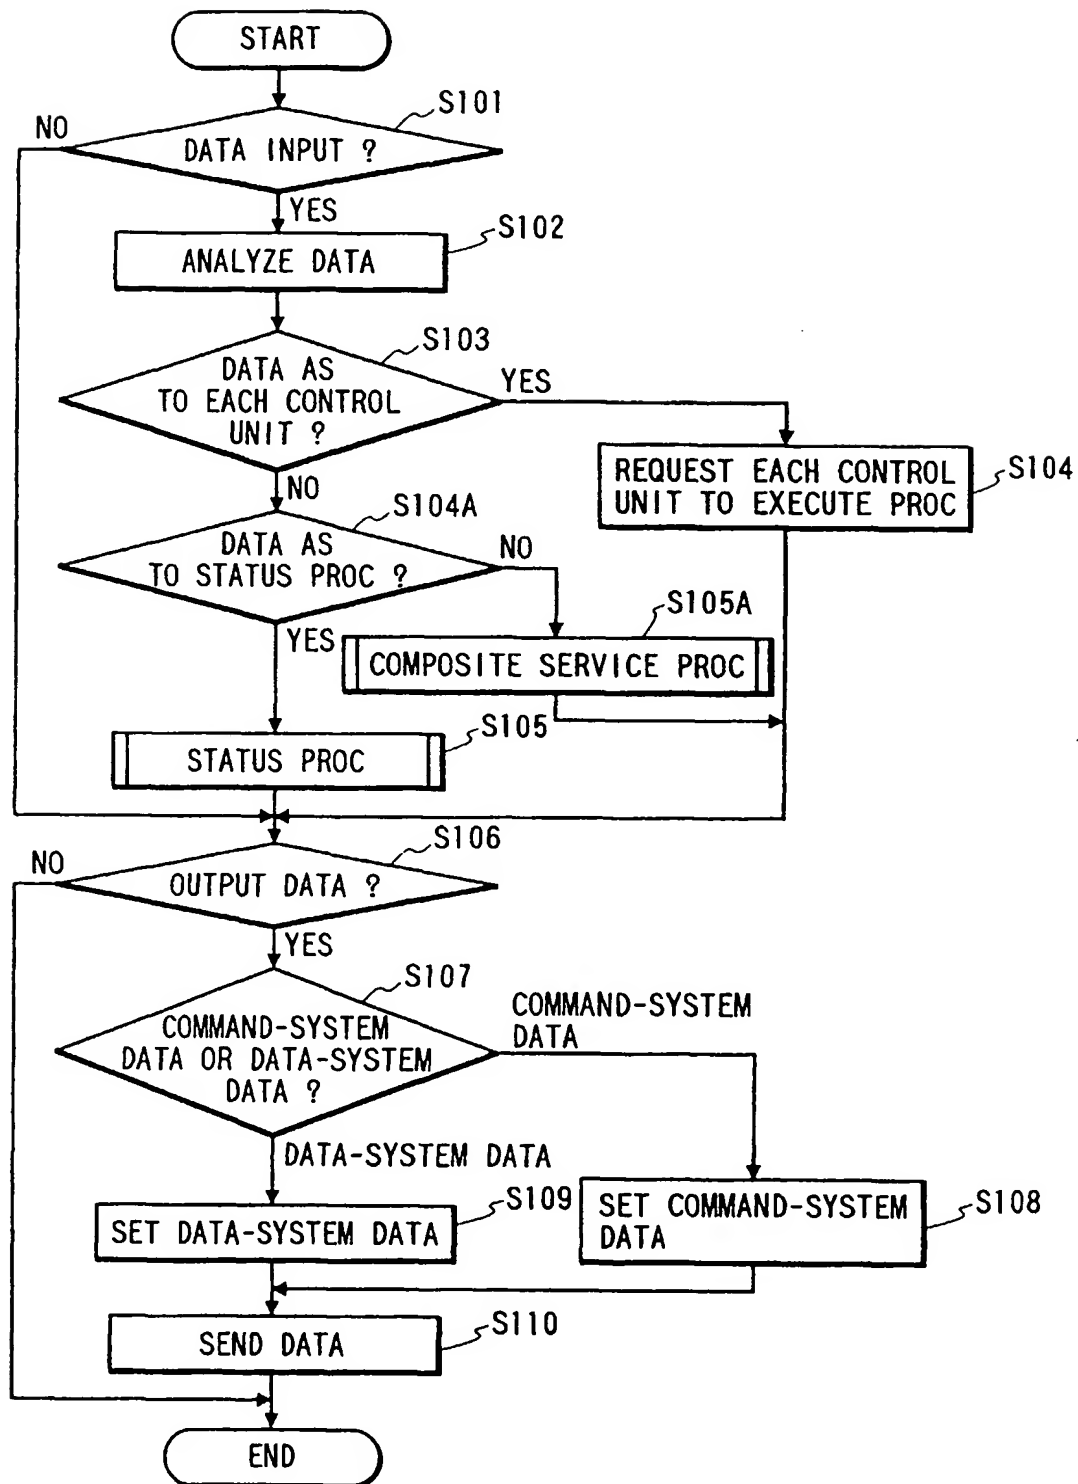 START
S101
NO
DATA INPUT ?
YES
S102
ANALYZE DATA
S103
DATA AS
TO EACH CONTROL
UNIT ?
YES
REQUEST EACH CONTROL
UNIT TO EXECUTE PROC
S104
NO
S104A
DATA AS
TO STATUS PROC ?
NO
YES
S105A
COMPOSITE SERVICE PROC
S105
STATUS PROC
S106
NO
OUTPUT DATA ?
YES
S107
COMMAND-SYSTEM
DATA OR DATA-SYSTEM
DATA ?
COMMAND-SYSTEM
DATA
DATA-SYSTEM DATA
S109
SET DATA-SYSTEM DATA
SET COMMAND-SYSTEM
DATA
S108
S110
SEND DATA
END